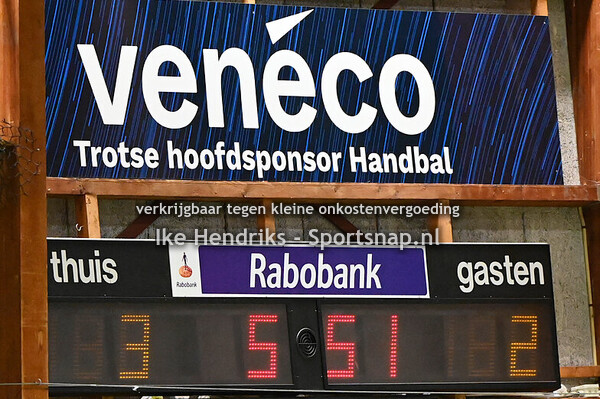 venéco
Trotse hoofdsponsor Handbal
verkrijgbaar tegen kleine onkostenvergoeding
Ike Hendriks - Sportsnap.nl
thuis Rabobank Rabobank gasten
3 5 51 2